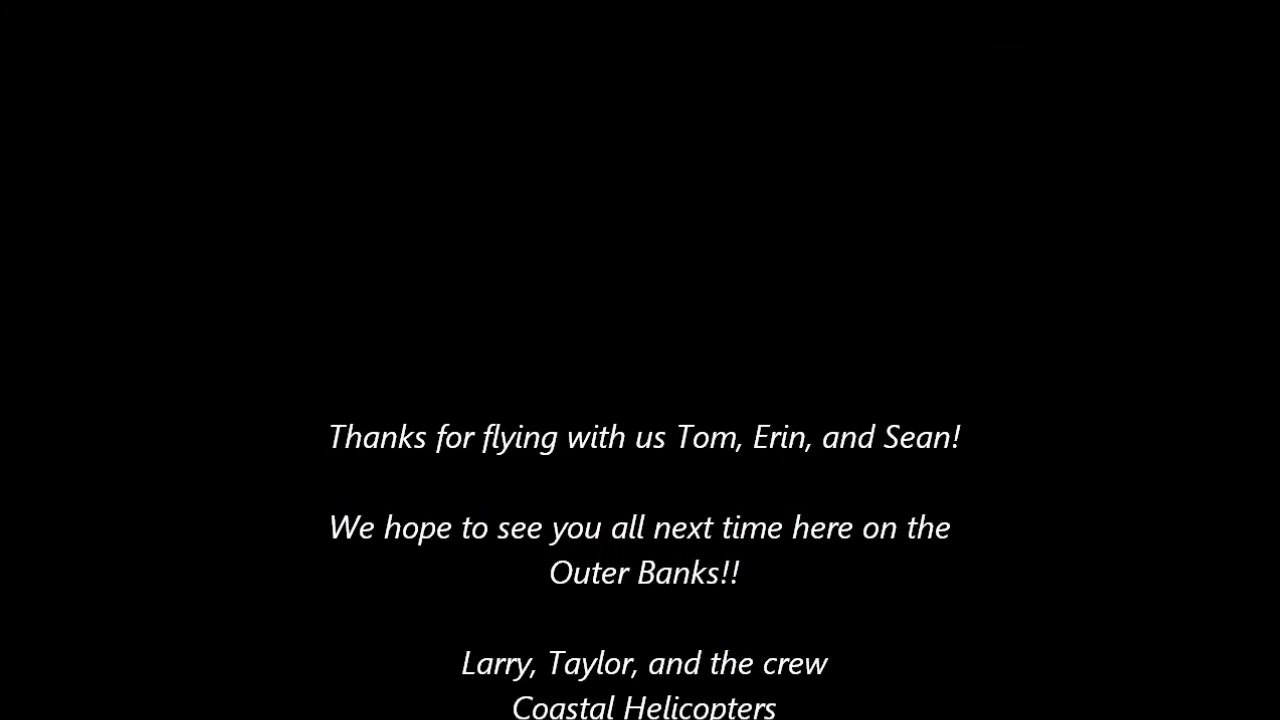 Thanks for flying with us Tom, Erin, and Sean!
We hope to see you all next time here on the
Outer Banks!!
Larry, Taylor, and the crew
Coastal Helicopters